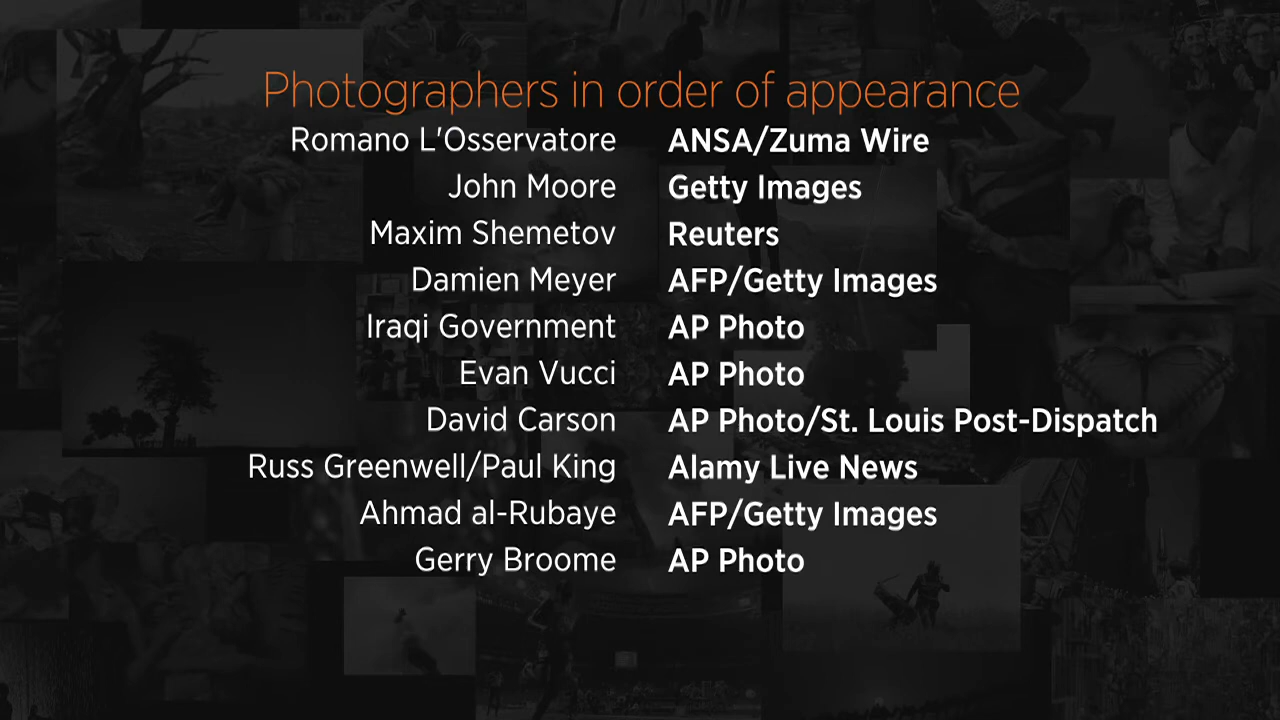 Photographers in order of appearance
Romano L'Osservatore ANSA/Zuma Wire
John Moore Getty Images
Maxim Shemetov Reuters
Damien Meyer AFP/Getty Images
Iraqi Government AP Photo
Evan Vucci AP Photo
David Carson AP Photo/St. Louis Post-Dispatch
Russ Greenwell/Paul King Alamy Live News
Ahmad al-Rubaye AFP/Getty Images
Gerry Broome AP Photo